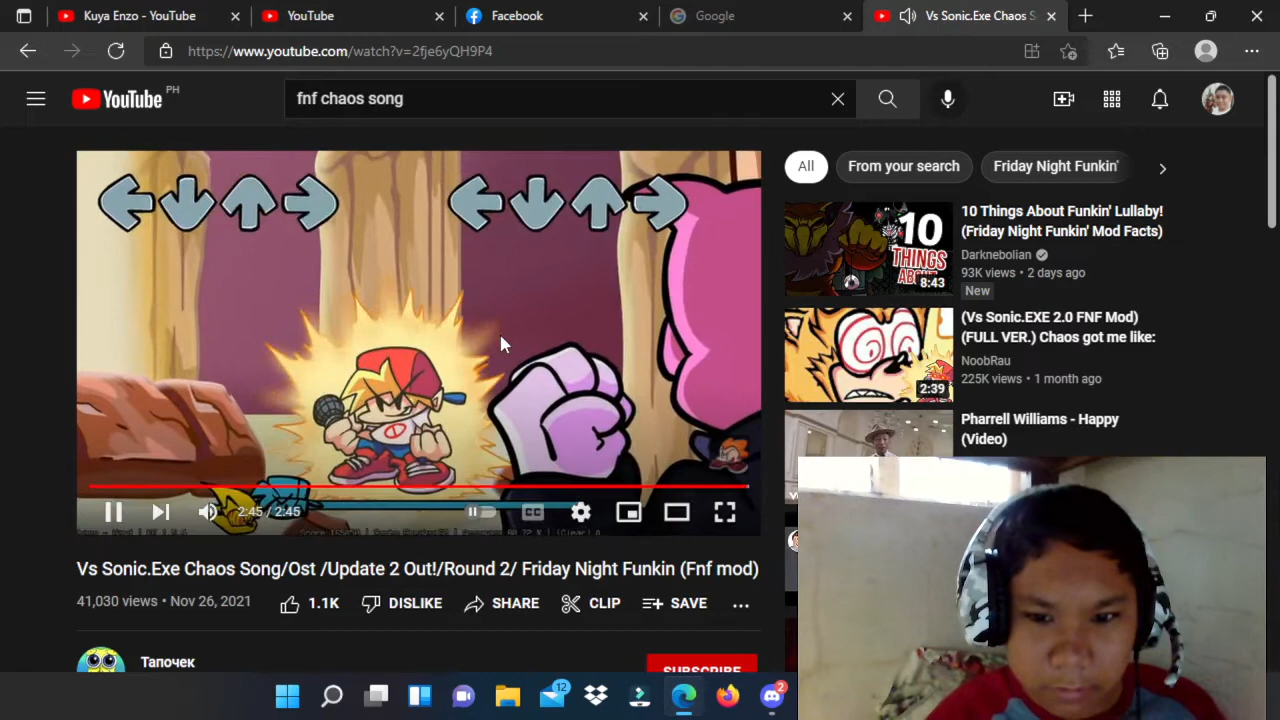 Kuya Enzo - YouTube
YouTube
Facebook
Google
Vs Sonic.Exe Chaos S
https://www.youtube.com/watch?v=2fje6yQH9P4
YouTube PH
fnf chaos song
All
From your search
Friday Night Funkin'
10 Things About Funkin' Lullaby!
(Friday Night Funkin' Mod Facts)
Darknebolian
93K views • 2 days ago
New
10
THINGS
8:43
(Vs Sonic.EXE 2.0 FNF Mod)
(FULL VER.) Chaos got me like:
NoobRau
225K views • 1 month ago
2:39
Pharrell Williams - Happy
(Video)
2:45 / 2:45
CC
Vs Sonic.Exe Chaos Song/Ost /Update 2 Out!/Round 2/ Friday Night Funkin (Fnf mod)
41,030 views • Nov 26, 2021
1.1K
DISLIKE
SHARE
CLIP
SAVE
Тапочек
SUBSCRIBE
12
2